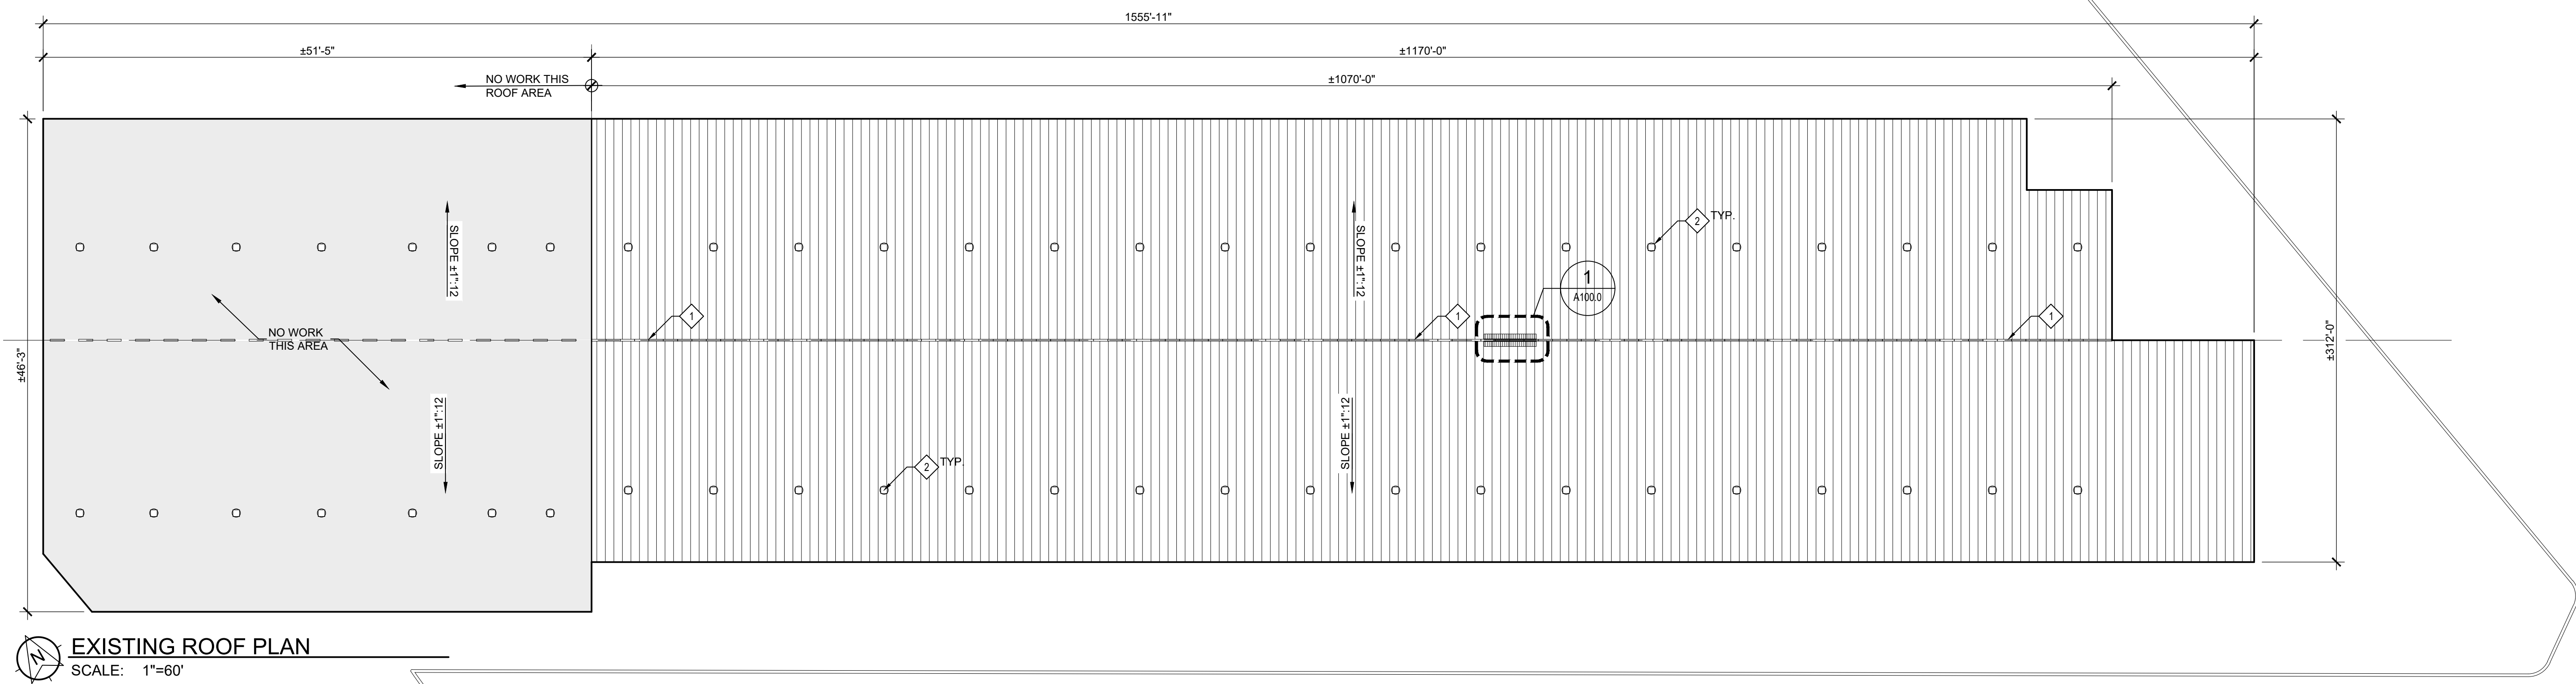 1555'-11"
±51'-5"
±1170'-0"
NO WORK THIS
ROOF AREA
±1070'-0"
SLOPE ±1":12
SLOPE ±1":12
2
TYP.
1
A100.0
1
1
1
NO WORK
THIS AREA
±46'-3"
±312'-0"
SLOPE ±1":12
SLOPE ±1":12
2
TYP.
N
EXISTING ROOF PLAN
SCALE: 1"=60'